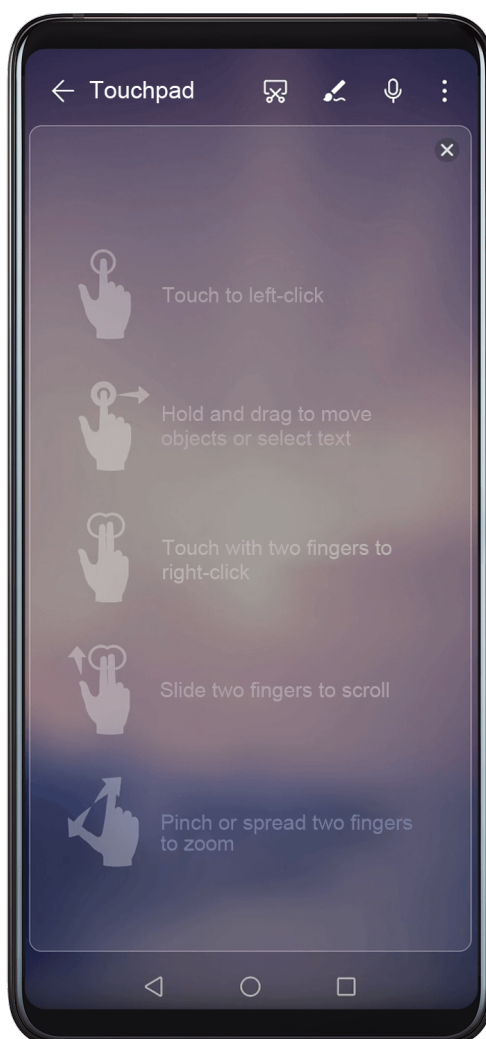 Touchpad
Touch to left-click
Hold and drag to move
objects or select text
Touch with two fingers to
right-click
Slide two fingers to scroll
Pinch or spread two fingers
to zoom